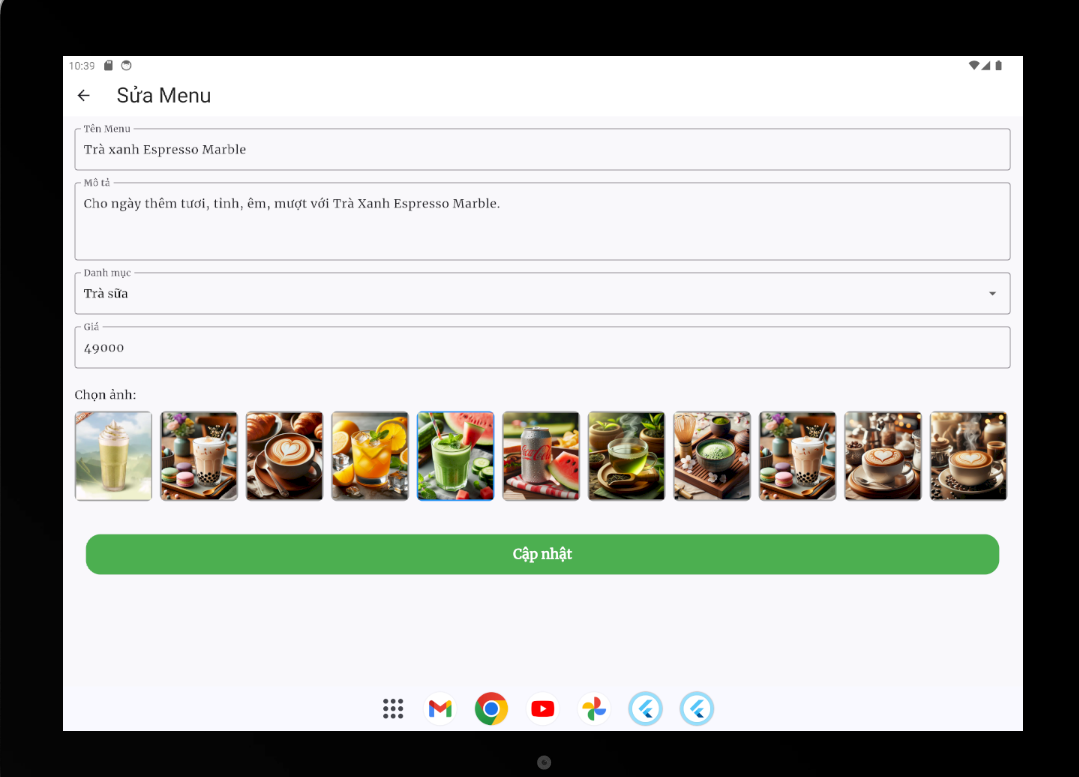 10:39
Sửa Menu
Tên Menu
Trà xanh Espresso Marble
Mô tả
Cho ngày thêm tươi, tỉnh, êm, mượt với Trà Xanh Espresso Marble.
Danh mục
Trà sữa
Giá
49000
Chọn ảnh:
Cập nhật